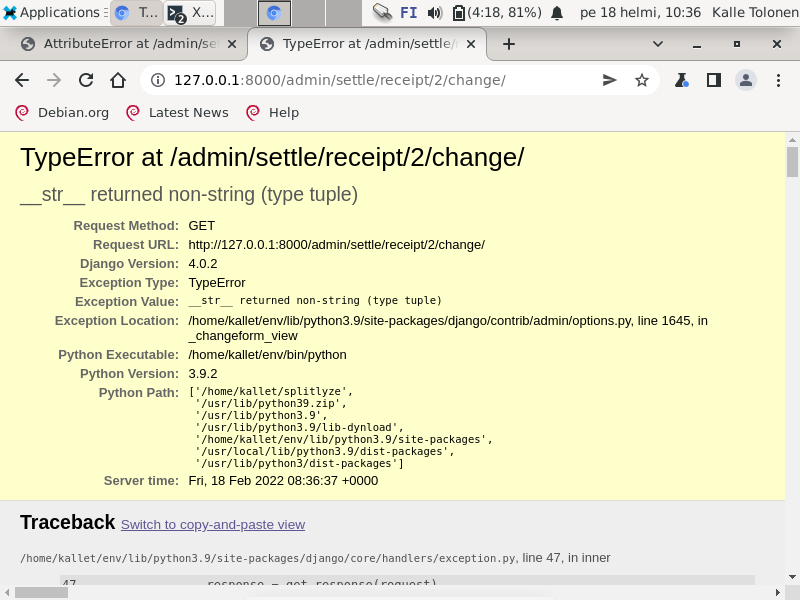 Applications T... X... FI (4:18, 81%) pe 18 helmi, 10:36 Kalle Tolonen
2
AttributeError at /admin/se TypeError at /admin/settle/
127.0.0.1:8000/admin/settle/receipt/2/change/
Debian.org Latest News Help
TypeError at /admin/settle/receipt/2/change/
__str__ returned non-string (type tuple)
Request Method: GET
Request URL: http://127.0.0.1:8000/admin/settle/receipt/2/change/
Django Version: 4.0.2
Exception Type: TypeError
Exception Value: __str__ returned non-string (type tuple)
Exception Location: /home/kallet/env/lib/python3.9/site-packages/django/contrib/admin/options.py, line 1645, in
_changeform_view
Python Executable: /home/kallet/env/bin/python
Python Version: 3.9.2
Python Path: ['/home/kallet/splitlyze',
'/usr/lib/python39.zip',
'/usr/lib/python3.9',
'/usr/lib/python3.9/lib-dynload',
'/home/kallet/env/lib/python3.9/site-packages',
'/usr/local/lib/python3.9/dist-packages',
'/usr/lib/python3/dist-packages']
Server time: Fri, 18 Feb 2022 08:36:37 +0000
Traceback Switch to copy-and-paste view
/home/kallet/env/lib/python3.9/site-packages/django/core/handlers/exception.py, line 47, in inner
47 response = get_response(request)